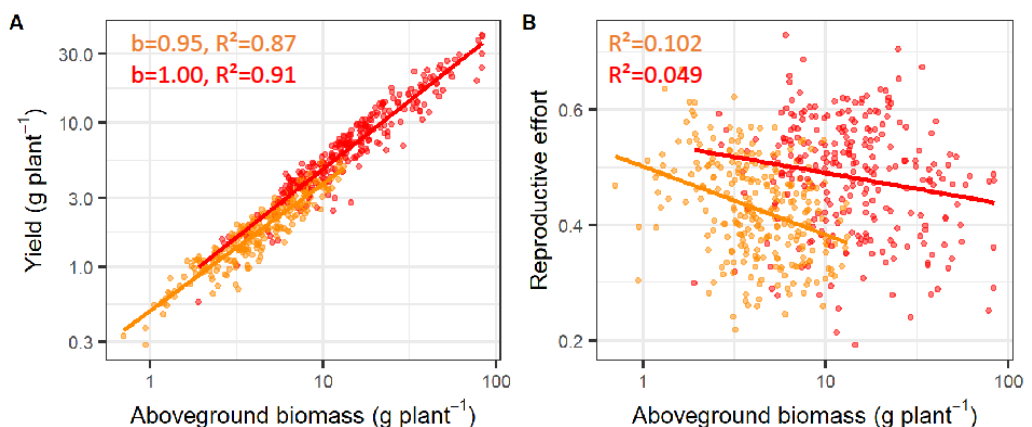 A
b=0.95, R²=0.87
b=1.00, R²=0.91
Yield (g plant⁻¹)
30.0
10.0
3.0
1.0
0.3
1
10
100
Aboveground biomass (g plant⁻¹)
B
R²=0.102
R²=0.049
Reproductive effort
0.6
0.4
0.2
1
10
100
Aboveground biomass (g plant⁻¹)